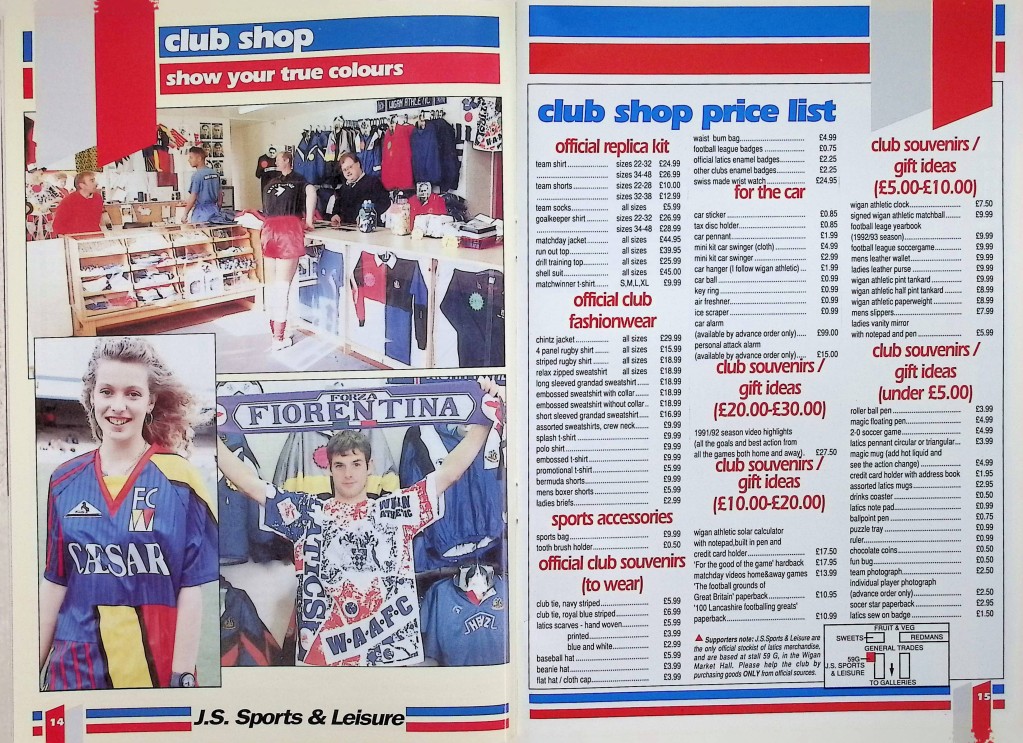 club shop
show your true colours
WIGAN ATHLETIC
FORZA
FIORENTINA
FC
W
CÆSAR
WIGAN
ATHLETIC
W·A·A·F·C
14
J.S. Sports & Leisure
club shop price list
official replica kit
team shirt .......... sizes 22-32 £24.99
.......... sizes 34-48 £26.99
team shorts .......... sizes 22-28 £10.00
.......... sizes 32-38 £12.99
team socks .......... all sizes £5.99
goalkeeper shirt .......... sizes 22-32 £26.99
.......... sizes 34-48 £28.99
matchday jacket .......... all sizes £44.95
run out top .......... all sizes £39.95
drill training top .......... all sizes £25.99
shell suit .......... all sizes £45.00
matchwinner t-shirt .......... S,M,L,XL £9.99
official club
fashionwear
chintz jacket .......... all sizes £29.99
4 panel rugby shirt .......... all sizes £15.99
striped rugby shirt .......... all sizes £18.99
relax zipped sweatshirt all sizes £18.99
long sleeved grandad sweatshirt ...... £18.99
embossed sweatshirt with collar ...... £18.99
embossed sweatshirt without collar .. £18.99
short sleeved grandad sweatshirt ..... £16.99
assorted sweatshirts, crew neck ...... £9.99
splash t-shirt .......... £9.99
polo shirt .......... £9.99
embossed t-shirt .......... £9.99
promotional t-shirt .......... £5.99
bermuda shorts .......... £9.99
mens boxer shorts .......... £5.99
ladies briefs .......... £2.99
sports accessories
sports bag .......... £9.99
tooth brush holder .......... £0.50
official club souvenirs
(to wear)
club tie, navy striped .......... £5.99
club tie, royal blue striped .......... £6.99
latics scarves - hand woven .......... £5.99
printed .......... £3.99
blue and white .......... £2.99
baseball hat .......... £5.99
beanie hat .......... £3.99
flat hat / cloth cap .......... £3.99
waist bum bag .......... £4.99
football league badges .......... £0.75
official latics enamel badges .......... £2.25
other clubs enamel badges .......... £2.25
swiss made wrist watch .......... £24.95
for the car
car sticker .......... £0.85
tax disc holder .......... £0.85
car pennant .......... £1.99
mini kit car swinger (cloth) .......... £4.99
mini kit car swinger .......... £2.99
car hanger (I follow wigan athletic) ... £1.99
car ball .......... £0.99
key ring .......... £0.99
air freshner .......... £0.99
ice scraper .......... £0.99
car alarm
(available by advance order only) ..... £99.00
personal attack alarm
(available by advance order only) ..... £15.00
club souvenirs /
gift ideas
(£20.00-£30.00)
1991/92 season video highlights
(all the goals and best action from
all the games both home and away). £27.50
club souvenirs /
gift ideas
(£10.00-£20.00)
wigan athletic solar calculator
with notepad,built in pen and
credit card holder .......... £17.50
'For the good of the game' hardback £17.95
matchday videos home&away games £13.99
'The football grounds of
Great Britain' paperback .......... £10.95
'100 Lancashire footballing greats'
paperback .......... £10.99
Supporters note: J.S.Sports & Leisure are
the only official stockist of latics merchandise,
and are based at stall 59 G, in the Wigan
Market Hall. Please help the club by
purchasing goods ONLY from official sources.
club souvenirs /
gift ideas
(£5.00-£10.00)
wigan athletic clock .......... £7.50
signed wigan athletic matchball ........ £9.99
football leage yearbook
(1992/93 season) .......... £9.99
football league soccergame .......... £9.99
mens leather wallet .......... £9.99
ladies leather purse .......... £9.99
wigan athletic pint tankard .......... £9.99
wigan athletic half pint tankard ........ £8.99
wigan athletic paperweight .......... £8.99
mens slippers .......... £7.99
ladies vanity mirror
with notepad and pen .......... £5.99
club souvenirs /
gift ideas
(under £5.00)
roller ball pen .......... £3.99
magic floating pen .......... £4.99
2-0 soccer game .......... £4.99
latics pennant circular or triangular ... £3.99
magic mug (add hot liquid and
see the action change) .......... £4.99
credit card holder with address book £1.95
assorted latics mugs .......... £2.95
drinks coaster .......... £0.50
latics note pad .......... £0.99
ballpoint pen .......... £0.75
puzzle tray .......... £0.99
ruler .......... £0.99
chocolate coins .......... £0.50
fun bug .......... £0.50
team photograph .......... £2.50
individual player photograph
(advance order only) .......... £2.50
socer star paperback .......... £2.95
latics sew on badge .......... £1.50
FRUIT & VEG
SWEETS
REDMANS
GENERAL TRADES
59G
J.S. SPORTS
& LEISURE
TO GALLERIES
15